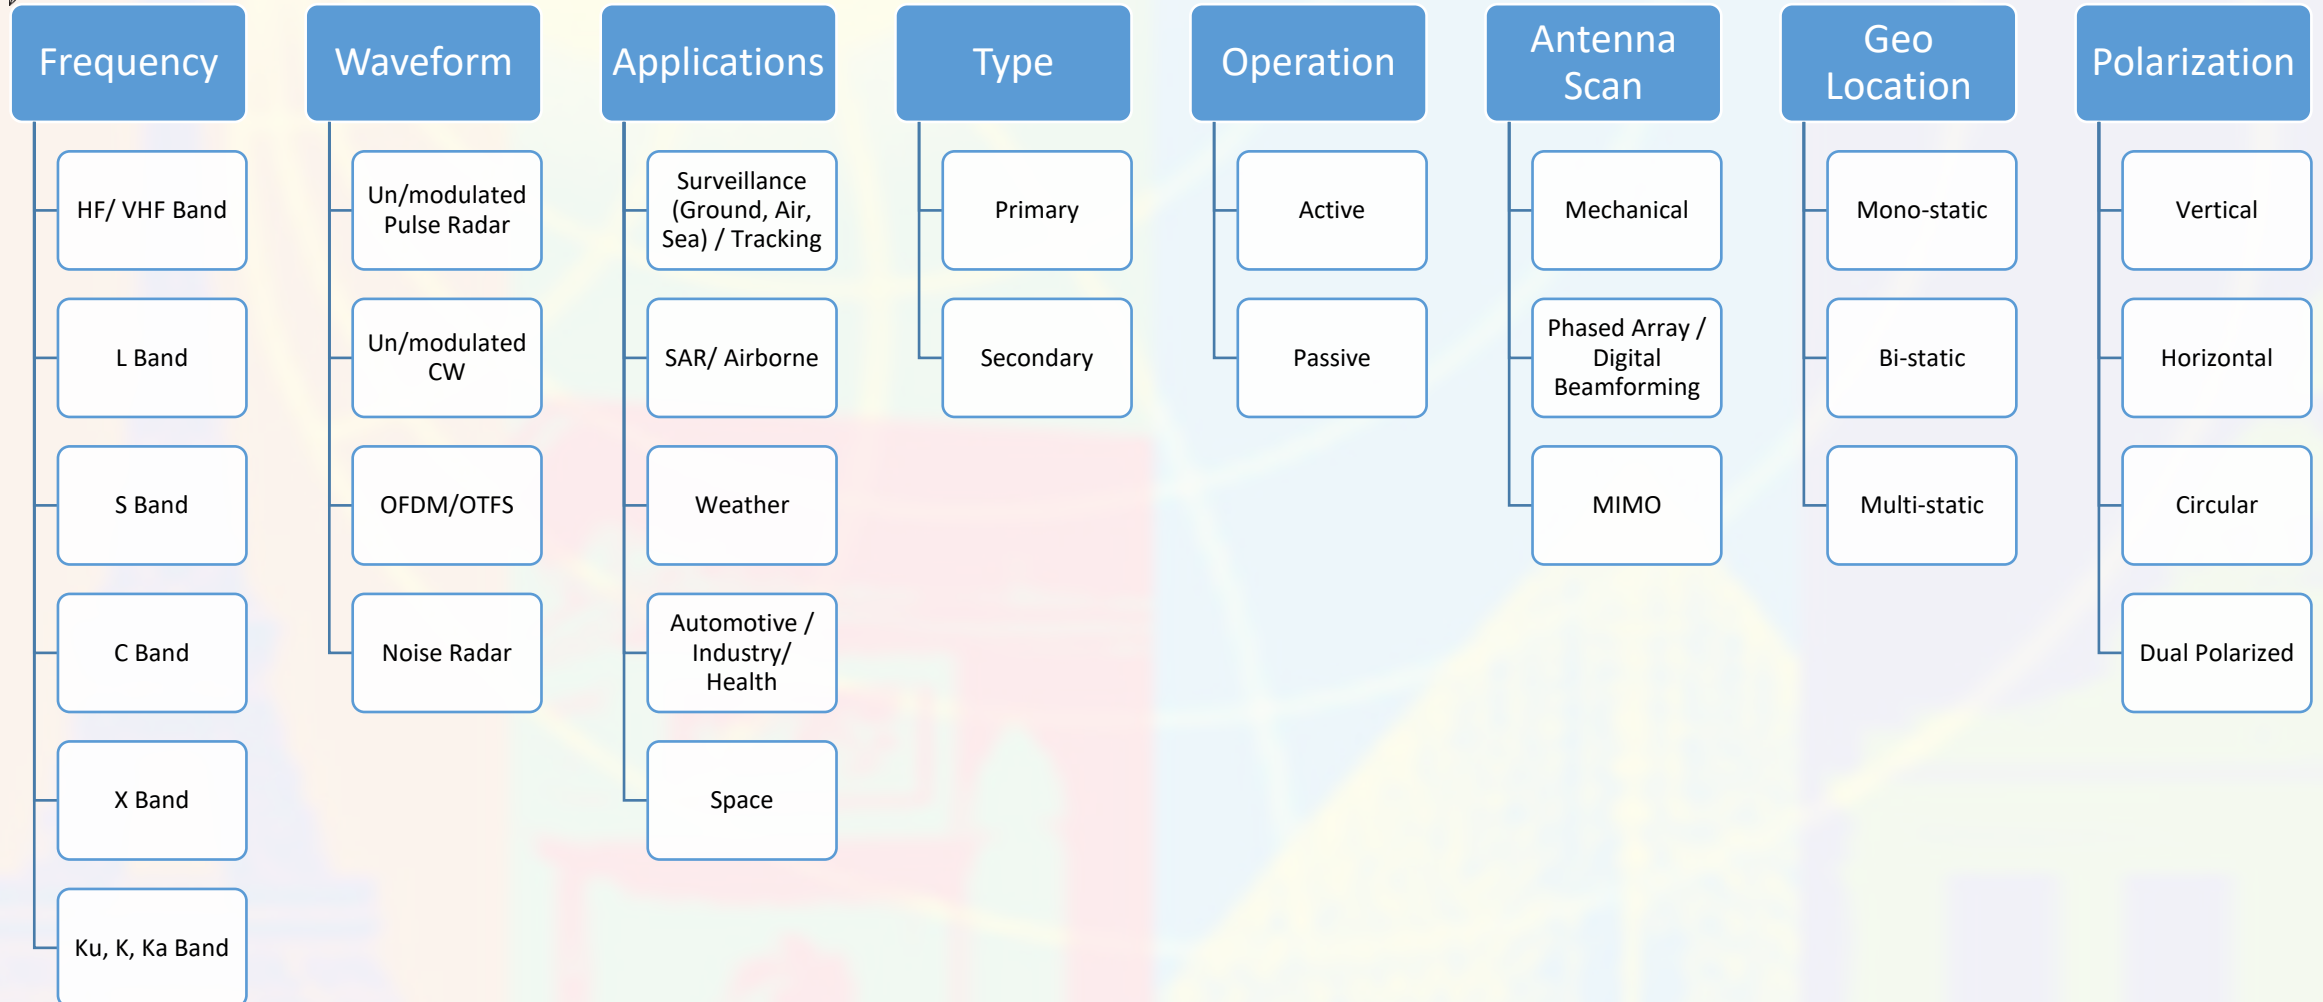 Frequency
HF/ VHF Band
L Band
S Band
C Band
X Band
Ku, K, Ka Band
Waveform
Un/modulated
Pulse Radar
Un/modulated
CW
OFDM/OTFS
Noise Radar
Applications
Surveillance
(Ground, Air,
Sea) / Tracking
SAR/ Airborne
Weather
Automotive /
Industry/
Health
Space
Type
Primary
Secondary
Operation
Active
Passive
Antenna
Scan
Mechanical
Phased Array /
Digital
Beamforming
MIMO
Geo
Location
Mono-static
Bi-static
Multi-static
Polarization
Vertical
Horizontal
Circular
Dual Polarized